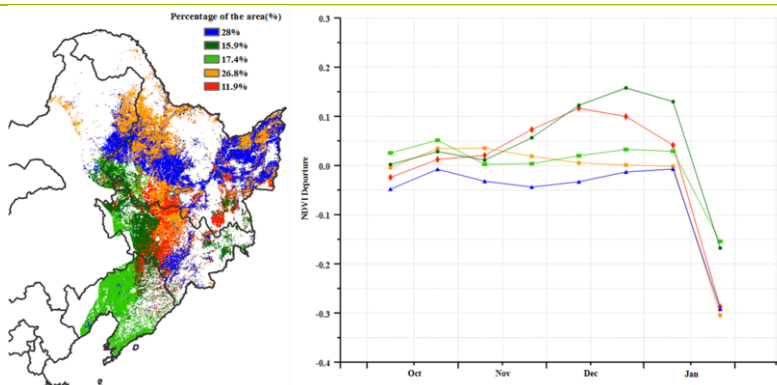 Percentage of the area(%)
28%
15.9%
17.4%
26.8%
11.9%
0.3
0.2
0.1
0.0
-0.1
-0.2
-0.3
-0.4
NDVI Departure
Oct
Nov
Dec
Jan